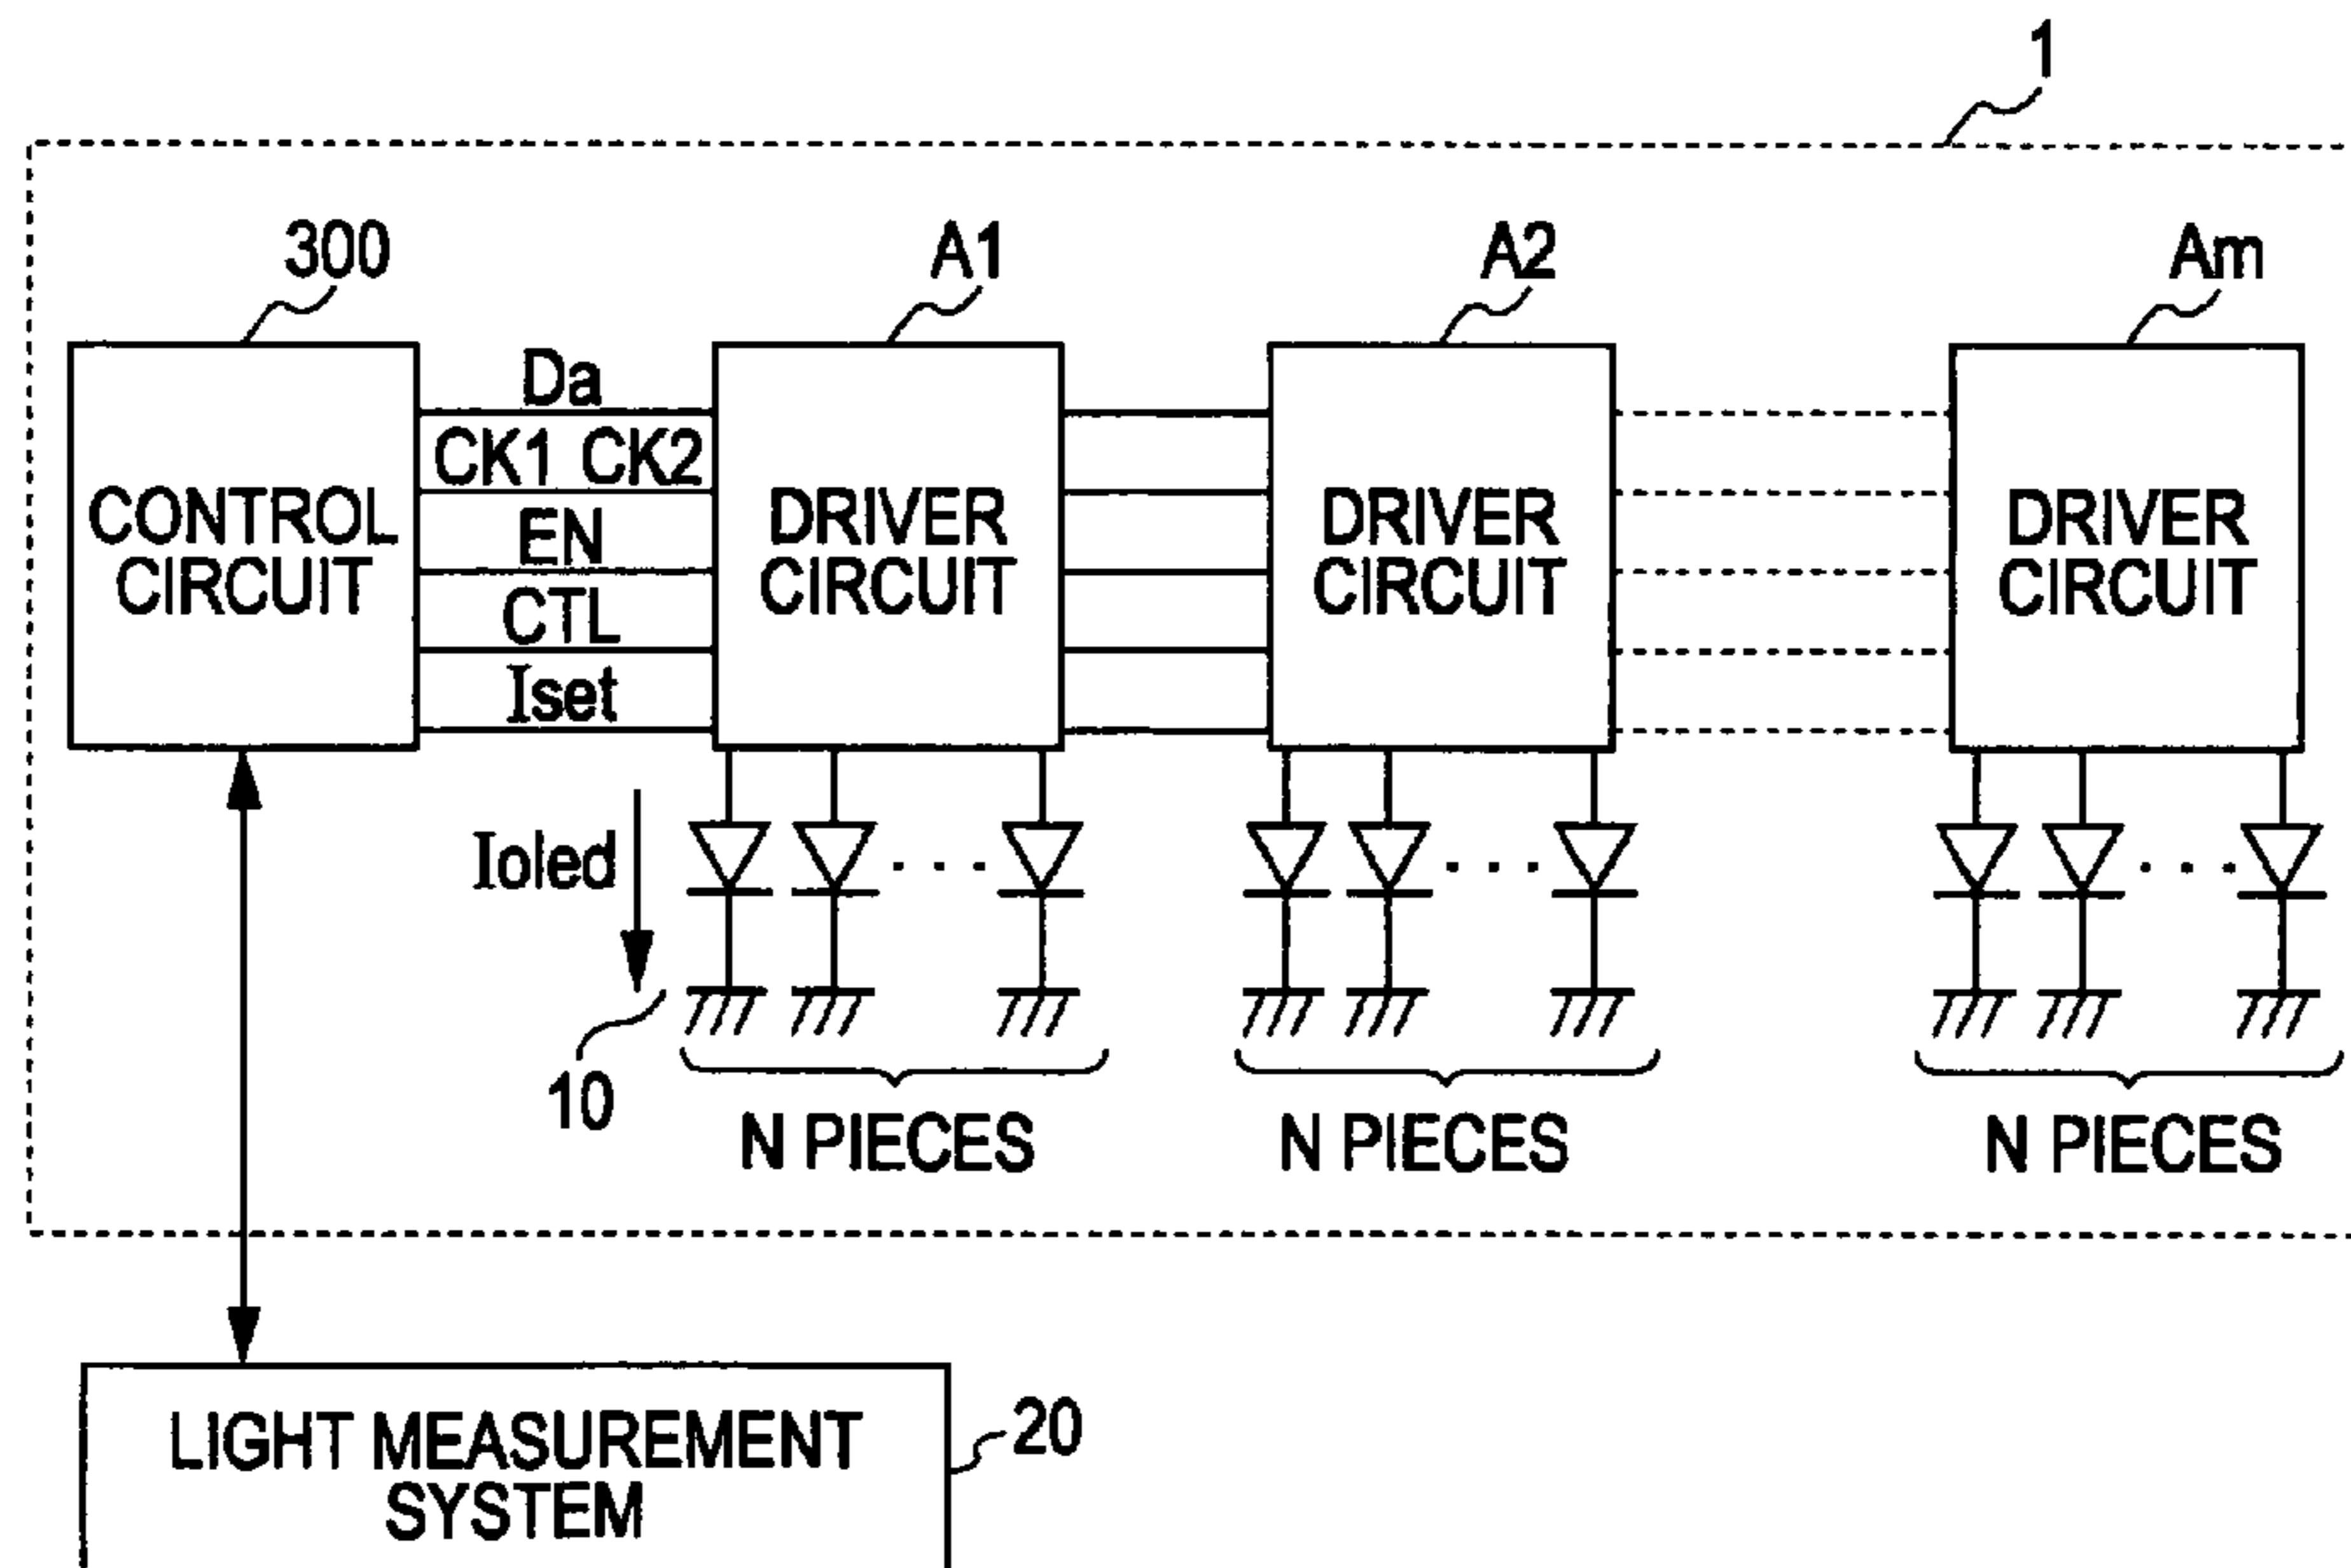 1
300
A1
A2
Am
Da
CK1 CK2
EN
CTL
Iset
CONTROL
CIRCUIT
DRIVER
CIRCUIT
DRIVER
CIRCUIT
DRIVER
CIRCUIT
Ioled
10
N PIECES
N PIECES
N PIECES
LIGHT MEASUREMENT
SYSTEM
20